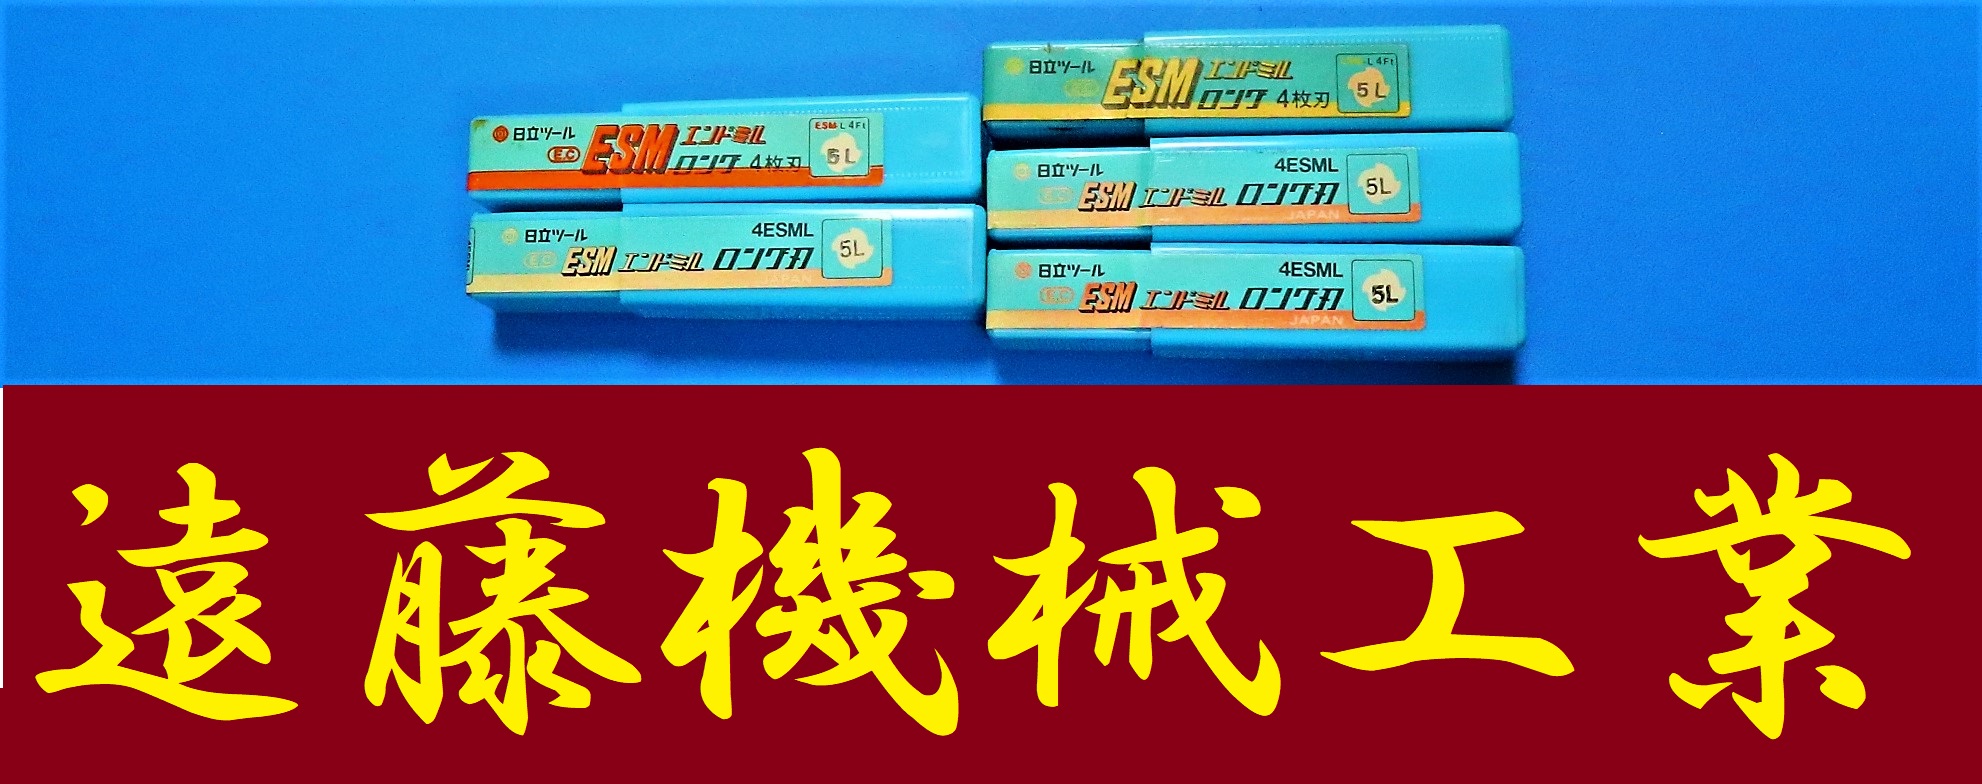 日立ツール ESM エンドミル
E.C ロング 4枚刃
ESM-L 4Ft
5L
日立ツール 4ESML
E.C ESM エンドミル ロング刃
JAPAN
5L
日立ツール ESM エンドミル
E.C ロング 4枚刃
ESM-L 4Ft
5L
日立ツール 4ESML
E.C ESM エンドミル ロング刃
JAPAN
5L
日立ツール 4ESML
E.C ESM エンドミル ロング刃
JAPAN
5L
遠藤機械工業